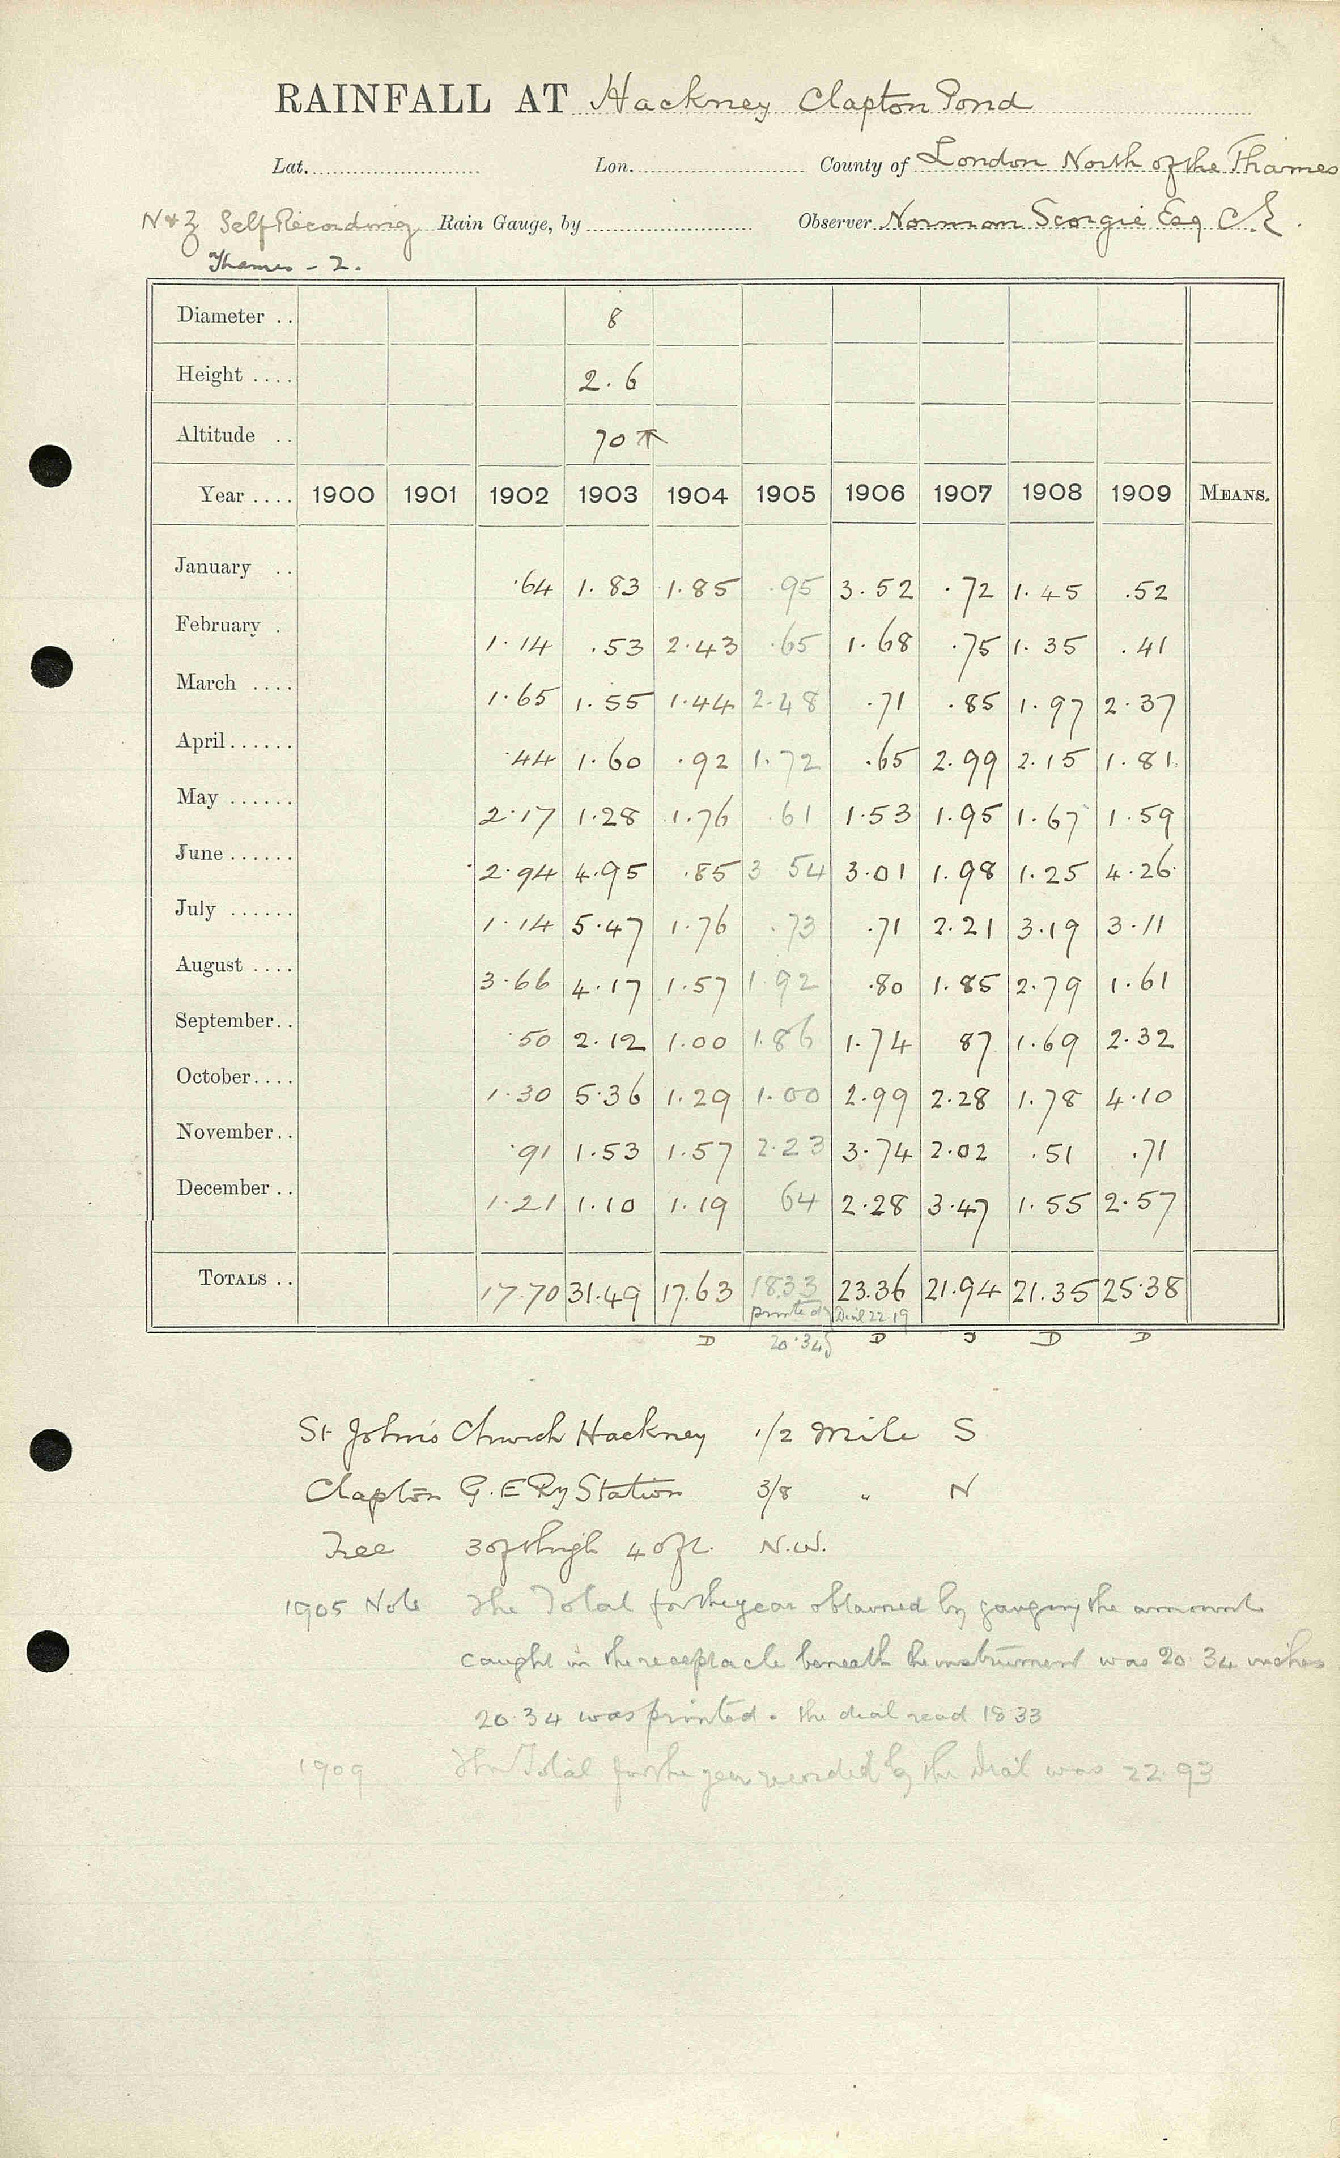 RAINFALL AT Hackney Clapton Pond
Lat. Lon. County of London North of the Thames
N & Z Self Recording Rain Gauge, by Observer Norman Scorgie Esq C.E.
Thames - 2.
Diameter .. 8
Height .... 2.6
Altitude .. 70
Year .... 1900 1901 1902 1903 1904 1905 1906 1907 1908 1909 MEANS.
January .. .64 1.83 1.85 .95 3.52 .72 1.45 .52
February . 1.14 .53 2.43 .65 1.68 .75 1.35 .41
March .... 1.65 1.55 1.44 2.48 .71 .85 1.97 2.37
April...... .44 1.60 .92 1.72 .65 2.99 2.15 1.81
May ...... 2.17 1.28 1.76 .61 1.53 1.95 1.67 1.59
June...... 2.94 4.95 .85 3 54 3.01 1.98 1.25 4.26
July ...... 1.14 5.47 1.76 .73 .71 2.21 3.19 3.11
August .... 3.66 4.17 1.57 1.92 .80 1.85 2.79 1.61
September.. .50 2.12 1.00 1.86 1.74 87 1.69 2.32
October.... 1.30 5.36 1.29 1.00 2.99 2.28 1.78 4.10
November.. .91 1.53 1.57 2.23 3.74 2.02 .51 .71
December .. 1.21 1.10 1.19 64 2.28 3.47 1.55 2.57
TOTALS .. 17.70 31.49 17.63 18.33 23.36 21.94 21.35 25.38
printed Dial 22.19
D 20.34 D D D
St John's Church Hackney 1/2 mile S
Clapton G.E Ry Station 3/8 " N
Tree 30ft high 40ft. N.W.
1905 Note The Total for the year obtained by gauging the amount
caught in the receptacle beneath the instrument was 20.34 inches
20.34 was printed. the dial read 18 33
1909 The Total for the year recorded by the Dial was 22.93